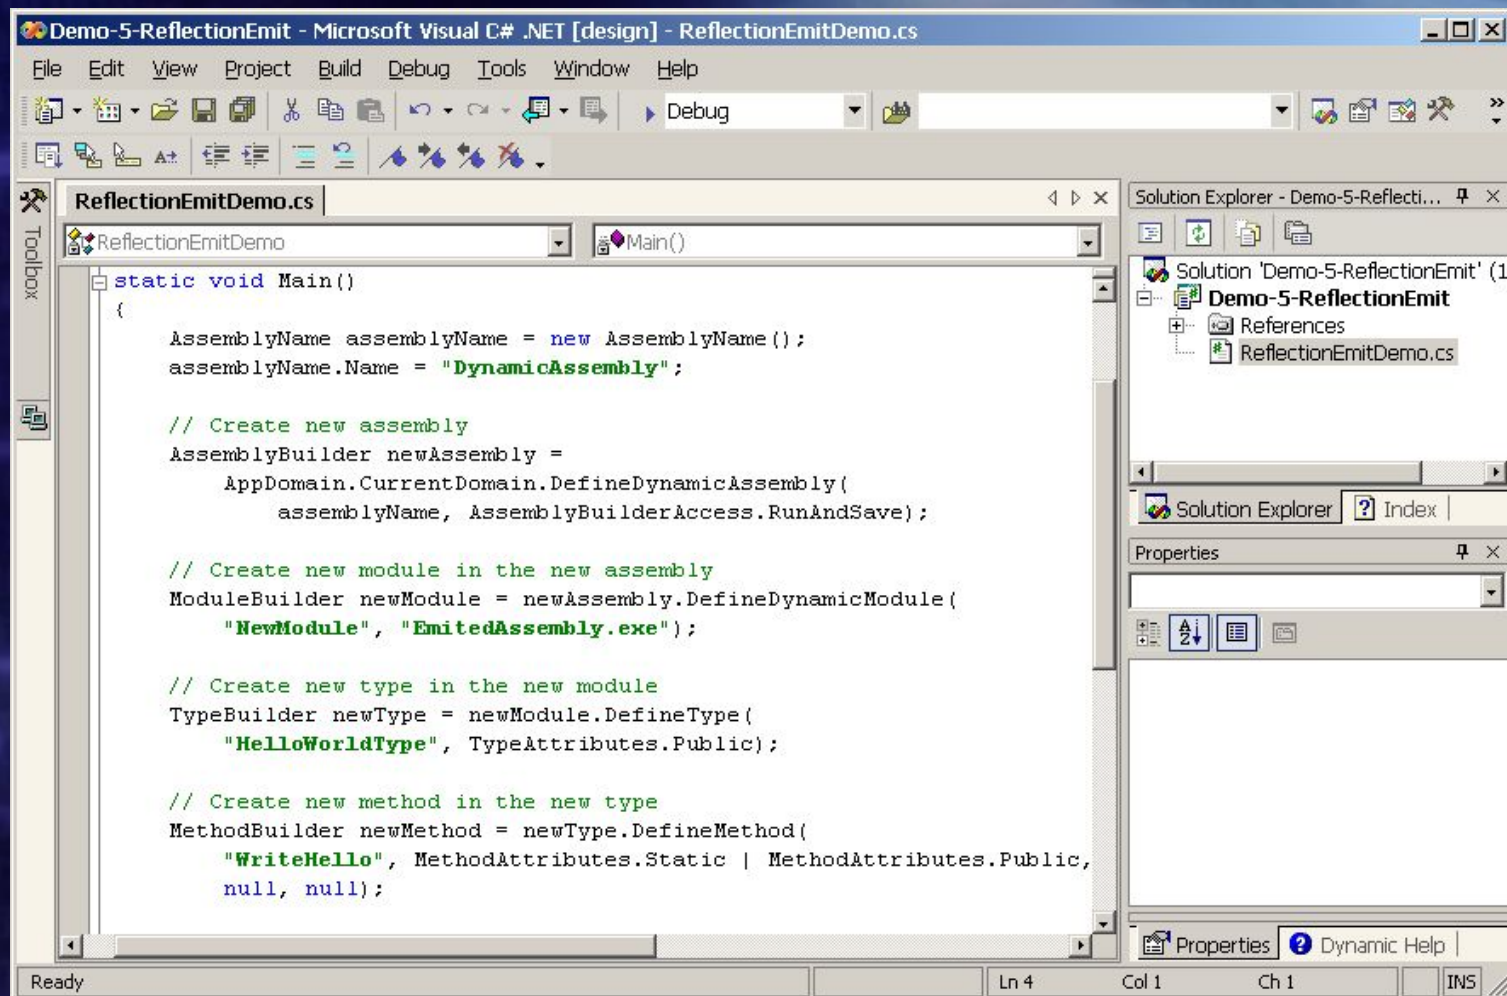 Demo-5-ReflectionEmit - Microsoft Visual C# .NET [design] - ReflectionEmitDemo.cs
File Edit View Project Build Debug Tools Window Help
Debug
ReflectionEmitDemo.cs
ReflectionEmitDemo Main()
Toolbox
static void Main()
{
AssemblyName assemblyName = new AssemblyName();
assemblyName.Name = "DynamicAssembly";
// Create new assembly
AssemblyBuilder newAssembly =
AppDomain.CurrentDomain.DefineDynamicAssembly(
assemblyName, AssemblyBuilderAccess.RunAndSave);
// Create new module in the new assembly
ModuleBuilder newModule = newAssembly.DefineDynamicModule(
"NewModule", "EmitedAssembly.exe");
// Create new type in the new module
TypeBuilder newType = newModule.DefineType(
"HelloWorldType", TypeAttributes.Public);
// Create new method in the new type
MethodBuilder newMethod = newType.DefineMethod(
"WriteHello", MethodAttributes.Static | MethodAttributes.Public,
null, null);
Solution Explorer - Demo-5-Reflecti...
Solution 'Demo-5-ReflectionEmit' (1
Demo-5-ReflectionEmit
References
ReflectionEmitDemo.cs
Solution Explorer Index
Properties
Properties Dynamic Help
Ready Ln 4 Col 1 Ch 1 INS